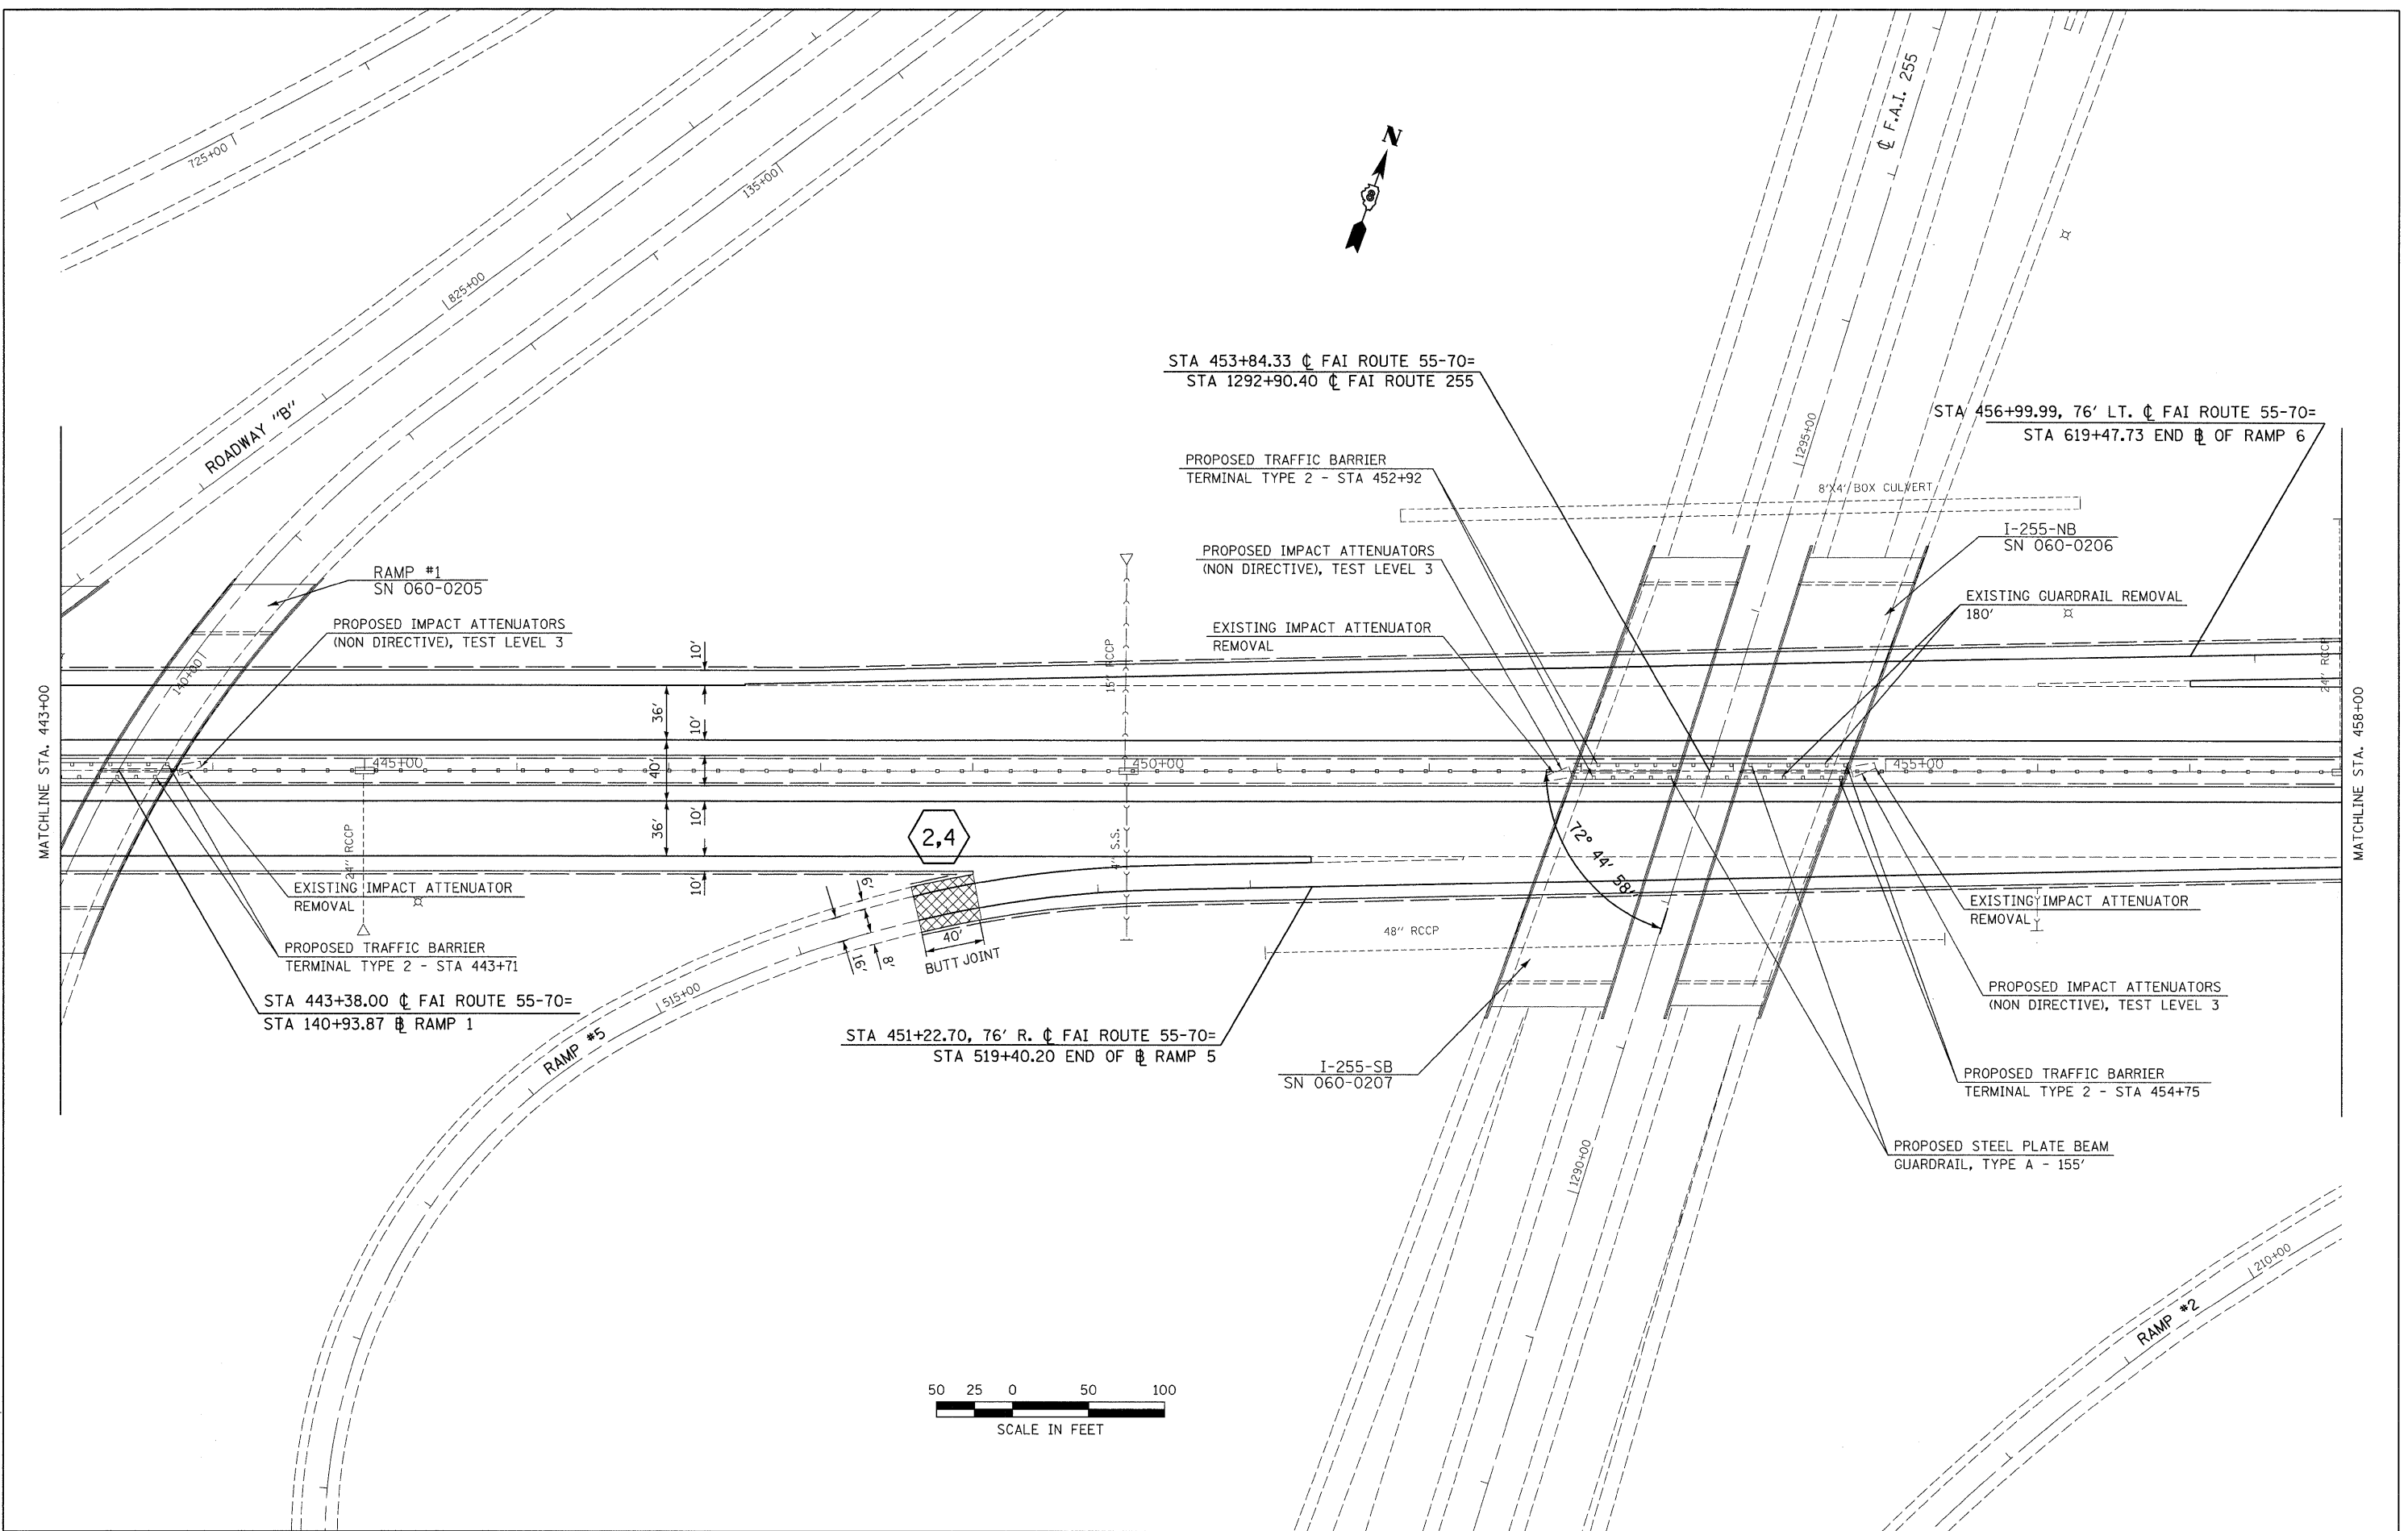 725+00
825+00
135+00
ROADWAY "B"
N
℄ F.A.I. 255
1295+00
STA 453+84.33 ℄ FAI ROUTE 55-70=
STA 1292+90.40 ℄ FAI ROUTE 255
STA 456+99.99, 76' LT. ℄ FAI ROUTE 55-70=
STA 619+47.73 END BL OF RAMP 6
PROPOSED TRAFFIC BARRIER
TERMINAL TYPE 2 - STA 452+92
8'X4' BOX CULVERT
I-255-NB
SN 060-0206
PROPOSED IMPACT ATTENUATORS
(NON DIRECTIVE), TEST LEVEL 3
RAMP #1
SN 060-0205
EXISTING GUARDRAIL REMOVAL
180'
PROPOSED IMPACT ATTENUATORS
(NON DIRECTIVE), TEST LEVEL 3
EXISTING IMPACT ATTENUATOR
REMOVAL
140+00
10'
15" RCCP
24" RCCP
MATCHLINE STA. 443+00
36'
10'
40'
36'
10'
10'
445+00
450+00
455+00
MATCHLINE STA. 458+00
2,4
72° 44' 58"
24" RCCP
4" S.S.
EXISTING IMPACT ATTENUATOR
REMOVAL
6'
16'
8'
40'
BUTT JOINT
48" RCCP
EXISTING IMPACT ATTENUATOR
REMOVAL
PROPOSED TRAFFIC BARRIER
TERMINAL TYPE 2 - STA 443+71
STA 443+38.00 ℄ FAI ROUTE 55-70=
STA 140+93.87 BL RAMP 1
515+00
RAMP #5
PROPOSED IMPACT ATTENUATORS
(NON DIRECTIVE), TEST LEVEL 3
STA 451+22.70, 76' R. ℄ FAI ROUTE 55-70=
STA 519+40.20 END OF BL RAMP 5
I-255-SB
SN 060-0207
PROPOSED TRAFFIC BARRIER
TERMINAL TYPE 2 - STA 454+75
1290+00
PROPOSED STEEL PLATE BEAM
GUARDRAIL, TYPE A - 155'
210+00
RAMP #2
50 25 0 50 100
SCALE IN FEET